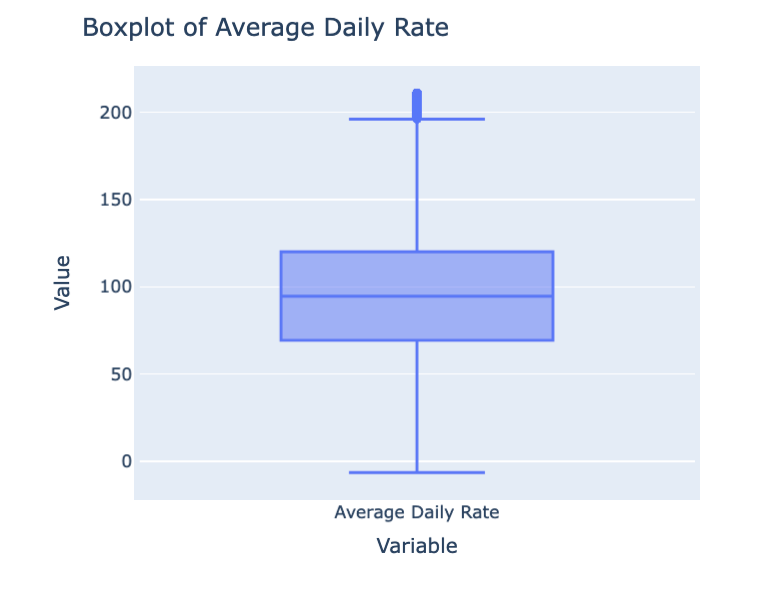 Boxplot of Average Daily Rate
200
150
100
50
0
Value
Average Daily Rate
Variable